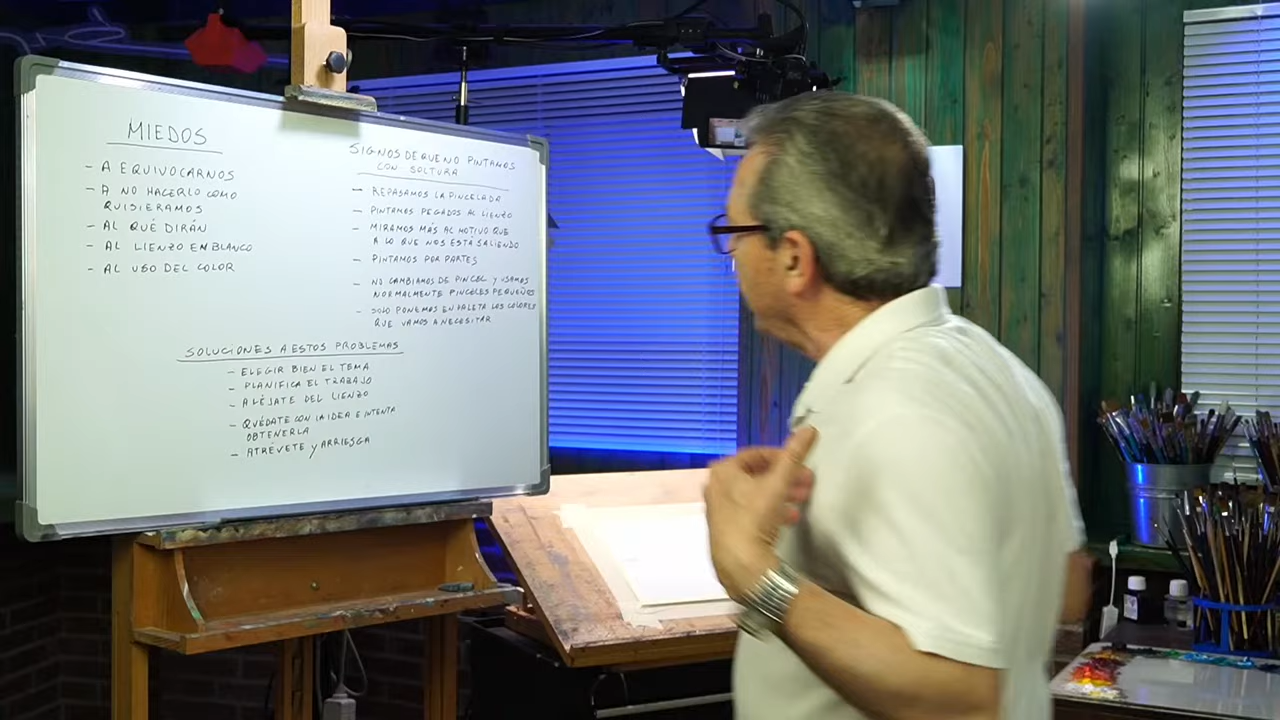 MIEDOS
- A EQUIVOCARNOS
- A NO HACERLO COMO
QUISIERAMOS
- AL QUÉ DIRÁN
- AL LIENZO EN BLANCO
- AL USO DEL COLOR
SIGNOS DE QUE NO PINTAMOS
CON SOLTURA
- REPASAMOS LA PINCELADA
- PINTAMOS PEGADOS AL LIENZO
- MIRAMOS MÁS AL MOTIVO QUE
A LO QUE NOS ESTÁ SALIENDO
- PINTAMOS POR PARTES
- NO CAMBIAMOS DE PINCEL Y USAMOS
NORMALMENTE PINCELES PEQUEÑOS
- SOLO PONEMOS EN PALETA LOS COLORES
QUE VAMOS A NECESITAR
SOLUCIONES A ESTOS PROBLEMAS
- ELEGIR BIEN EL TEMA
- PLANIFICA EL TRABAJO
- ALÉJATE DEL LIENZO
- QUÉDATE CON LA IDEA E INTENTA
OBTENERLA
- ATRÉVETE Y ARRIESGA